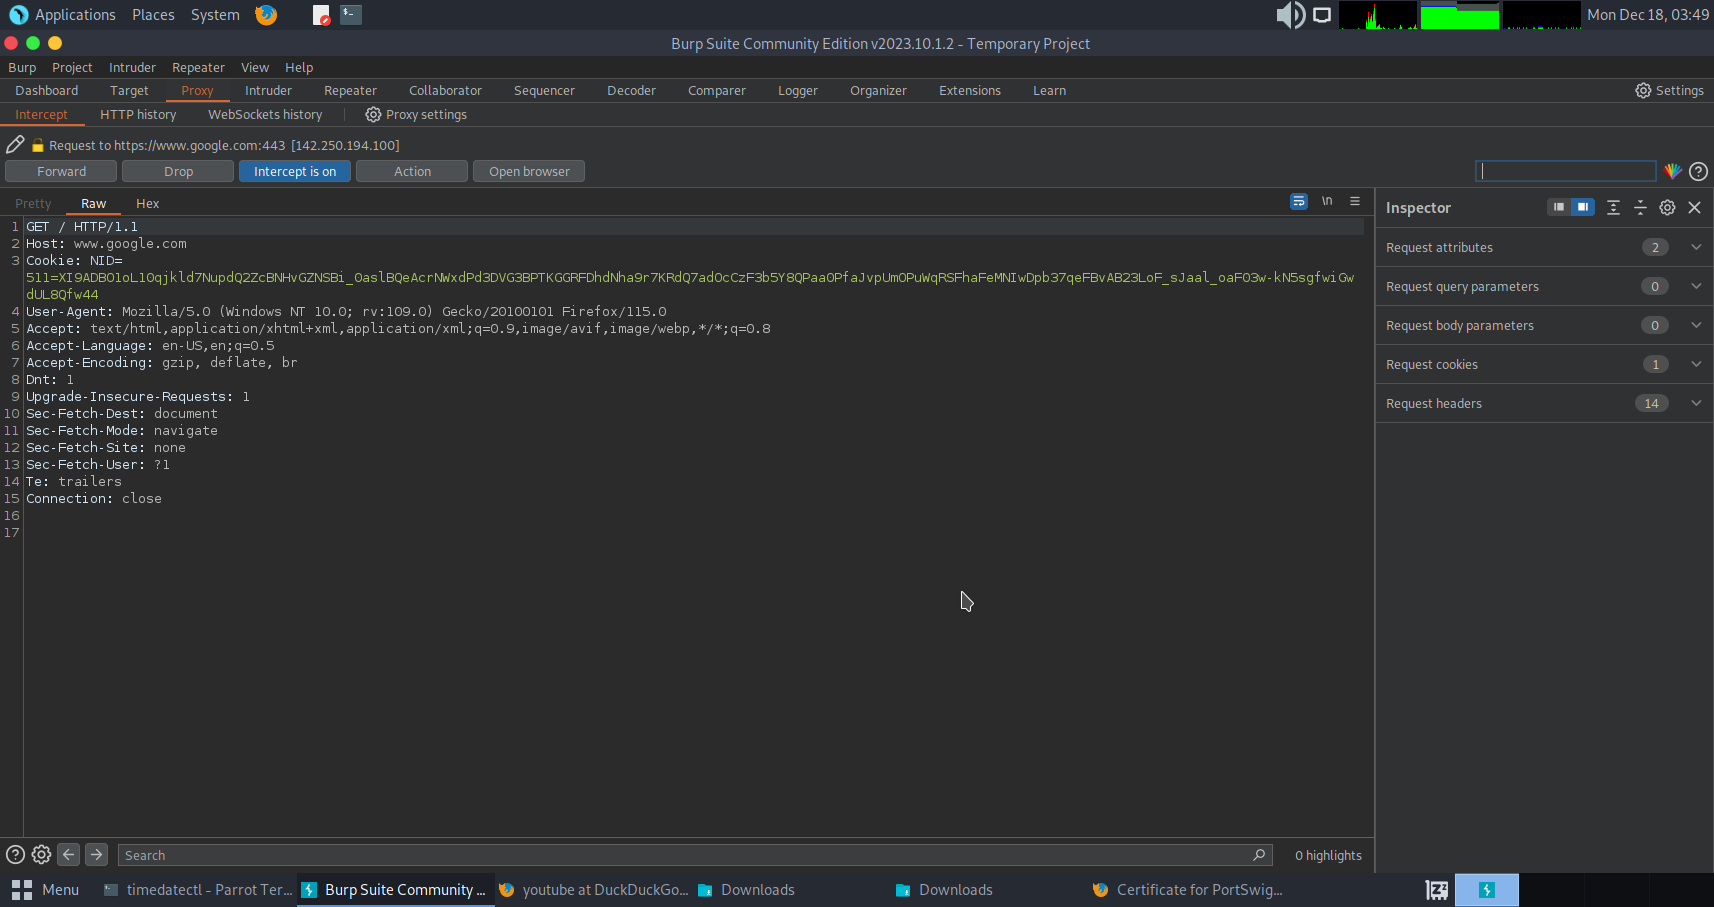 Applications Places System Mon Dec 18, 03:49
Burp Suite Community Edition v2023.10.1.2 - Temporary Project
Burp Project Intruder Repeater View Help
Dashboard Target Proxy Intruder Repeater Collaborator Sequencer Decoder Comparer Logger Organizer Extensions Learn Settings
Intercept HTTP history WebSockets history Proxy settings
Request to https://www.google.com:443 [142.250.194.100]
Forward Drop Intercept is on Action Open browser
Pretty Raw Hex \n
Inspector
Request attributes 2
Request query parameters 0
Request body parameters 0
Request cookies 1
Request headers 14
1 GET / HTTP/1.1
2 Host: www.google.com
3 Cookie: NID=
511=XI9ADBO1oL10qjkld7NupdQ2ZcBNHvGZNSBi_0aslBQeAcrNWxdPd3DVG3BPTKGGRFDhdNha9r7KRdQ7adOcCzF3b5Y8QPaaOPfaJvpUmOPuWqRSFhaFeMNIwDpb37qeFBvAB23LoF_sJaal_oaF03w-kN5sgfwiGw
dUL8Qfw44
4 User-Agent: Mozilla/5.0 (Windows NT 10.0; rv:109.0) Gecko/20100101 Firefox/115.0
5 Accept: text/html,application/xhtml+xml,application/xml;q=0.9,image/avif,image/webp,*/*;q=0.8
6 Accept-Language: en-US,en;q=0.5
7 Accept-Encoding: gzip, deflate, br
8 Dnt: 1
9 Upgrade-Insecure-Requests: 1
10 Sec-Fetch-Dest: document
11 Sec-Fetch-Mode: navigate
12 Sec-Fetch-Site: none
13 Sec-Fetch-User: ?1
14 Te: trailers
15 Connection: close
16
17
Search 0 highlights
Menu timedatectl - Parrot Ter... Burp Suite Community ... youtube at DuckDuckGo... Downloads Downloads Certificate for PortSwig...